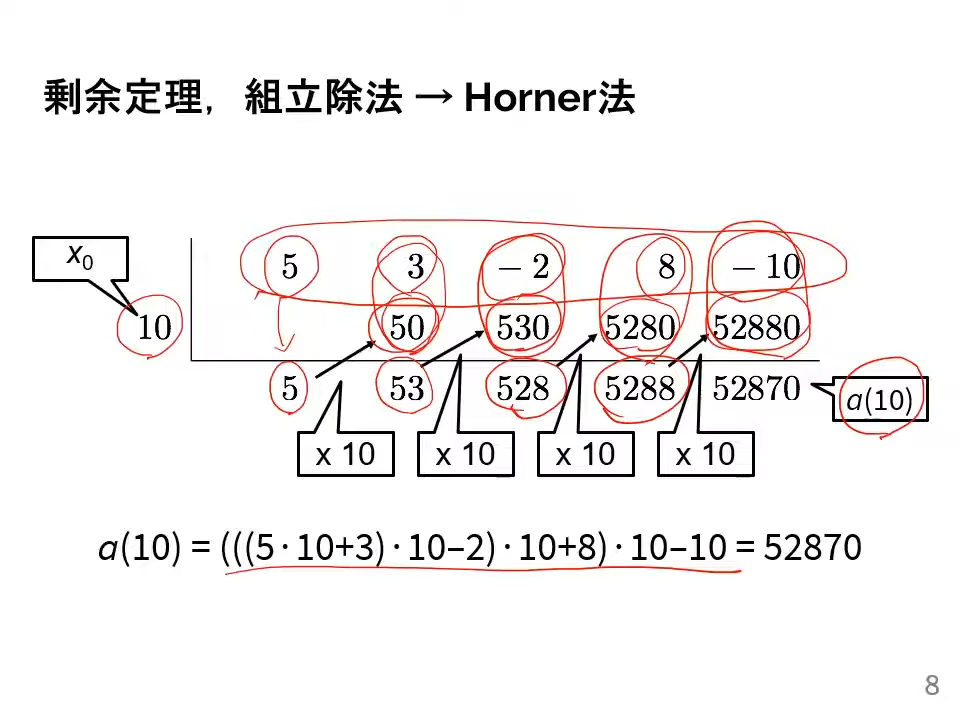 剰余定理，組立除法 → Horner法
x₀
5 3 −2 8 −10
10 50 530 5280 52880
5 53 528 5288 52870
a(10)
x 10 x 10 x 10 x 10
a(10) = (((5·10+3)·10–2)·10+8)·10–10 = 52870
8